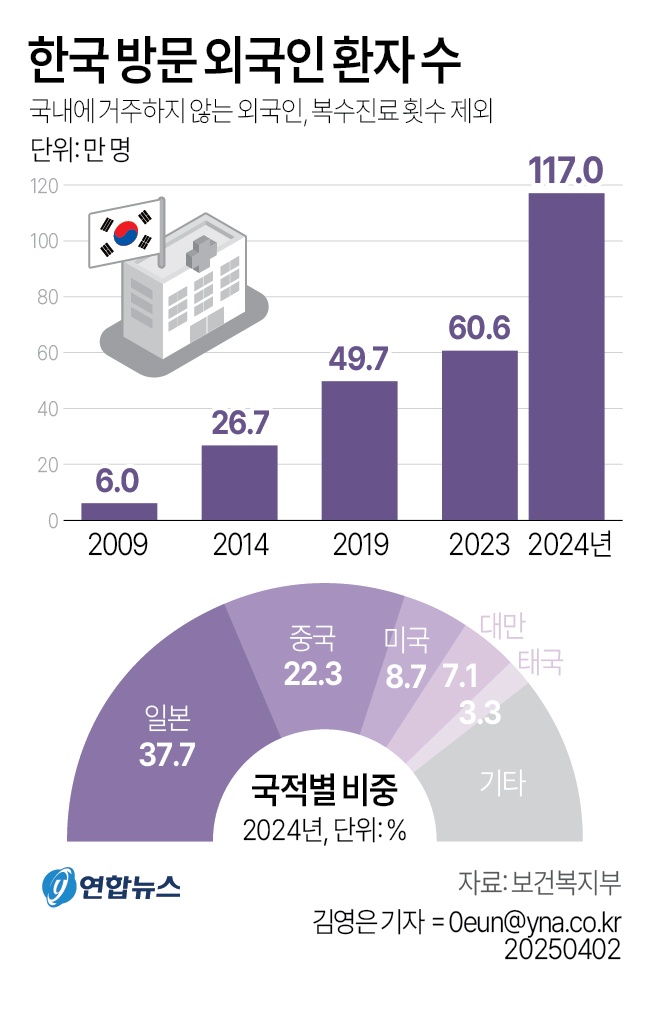 한국 방문 외국인 환자 수
국내에 거주하지 않는 외국인, 복수진료 횟수 제외
단위: 만 명
120
100
80
60
40
20
0
6.0
26.7
49.7
60.6
117.0
2009
2014
2019
2023
2024년
일본
37.7
중국
22.3
미국
8.7
대만
7.1
태국
3.3
기타
국적별 비중
2024년, 단위: %
연합뉴스
자료: 보건복지부
김영은 기자 = 0eun@yna.co.kr
20250402